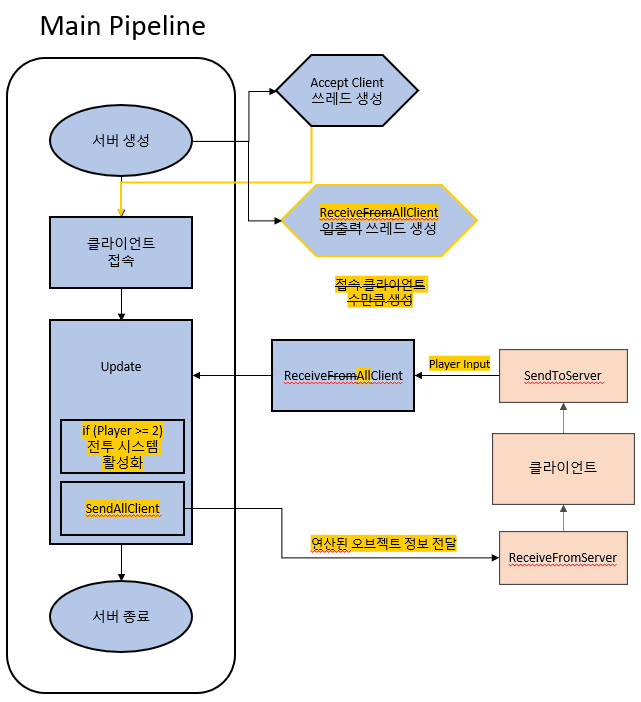 Main Pipeline
Accept Client
쓰레드 생성
서버 생성
ReceiveFromAllClient
입출력 쓰레드 생성
클라이언트
접속
접속 클라이언트
수만큼 생성
Update
ReceiveFromAllClient
Player Input
SendToServer
if (Player >= 2)
전투 시스템
활성화
클라이언트
SendAllClient
연산된 오브젝트 정보 전달
ReceiveFromServer
서버 종료